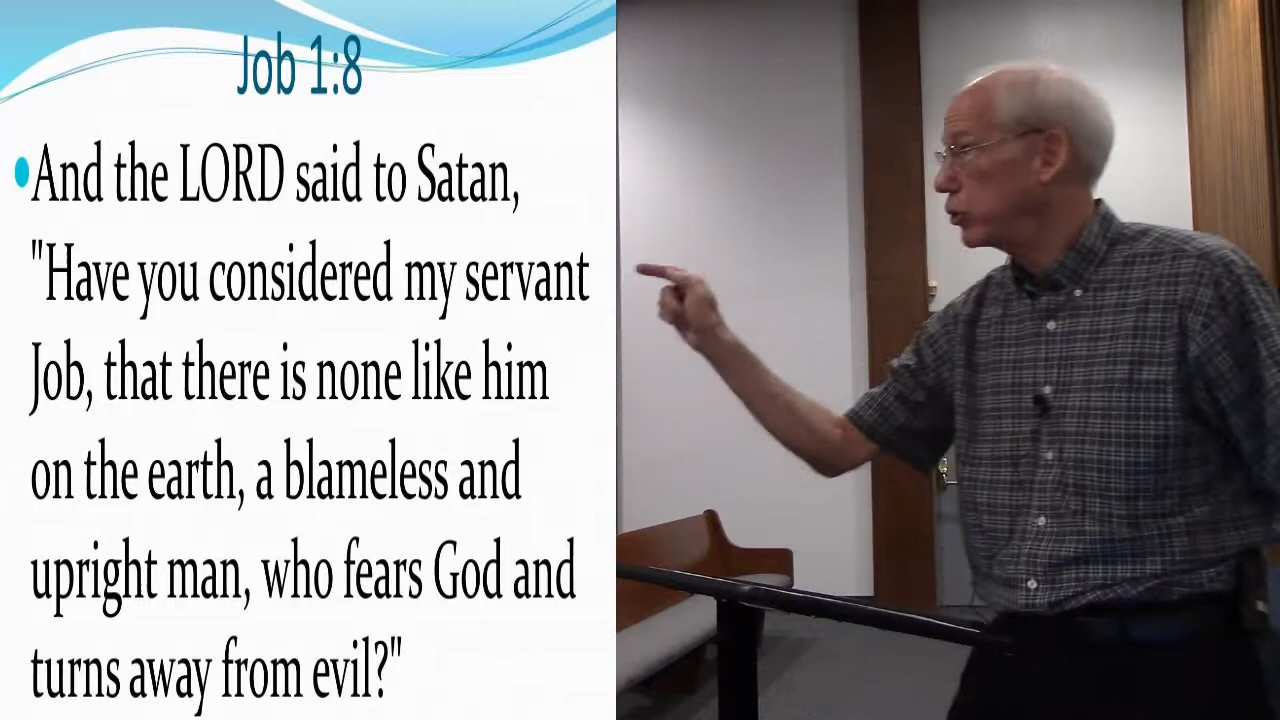 Job 1:8
•And the LORD said to Satan,
"Have you considered my servant
Job, that there is none like him
on the earth, a blameless and
upright man, who fears God and
turns away from evil?"